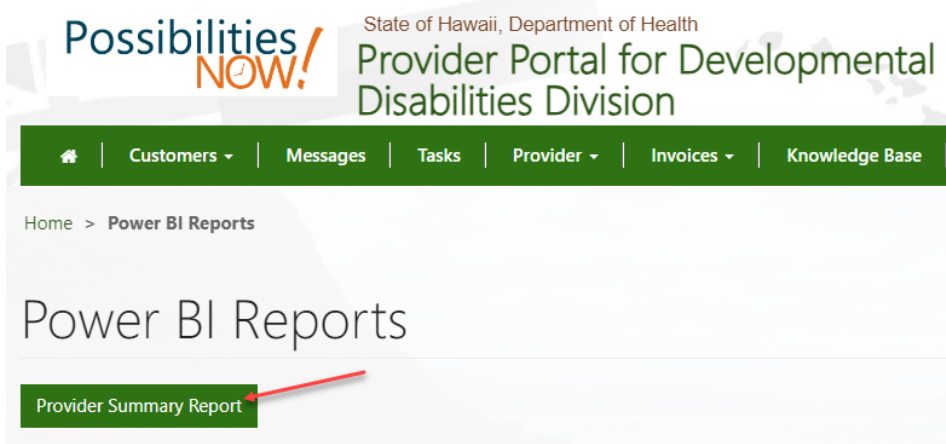 Possibilities
NOW!
State of Hawaii, Department of Health
Provider Portal for Developmental
Disabilities Division
Customers
Messages
Tasks
Provider
Invoices
Knowledge Base
Home > Power BI Reports
Power BI Reports
Provider Summary Report